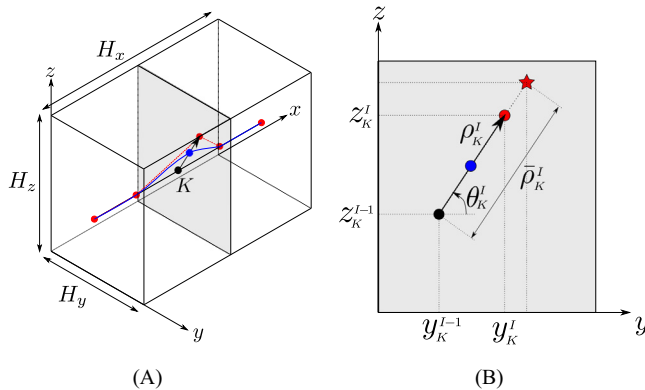 H_x
z
x
H_z
K
H_y
y
(A)
z
z_K^I
ρ_K^I
ρ̄_K^I
θ_K^I
z_K^{I-1}
y_K^{I-1} y_K^I y
(B)